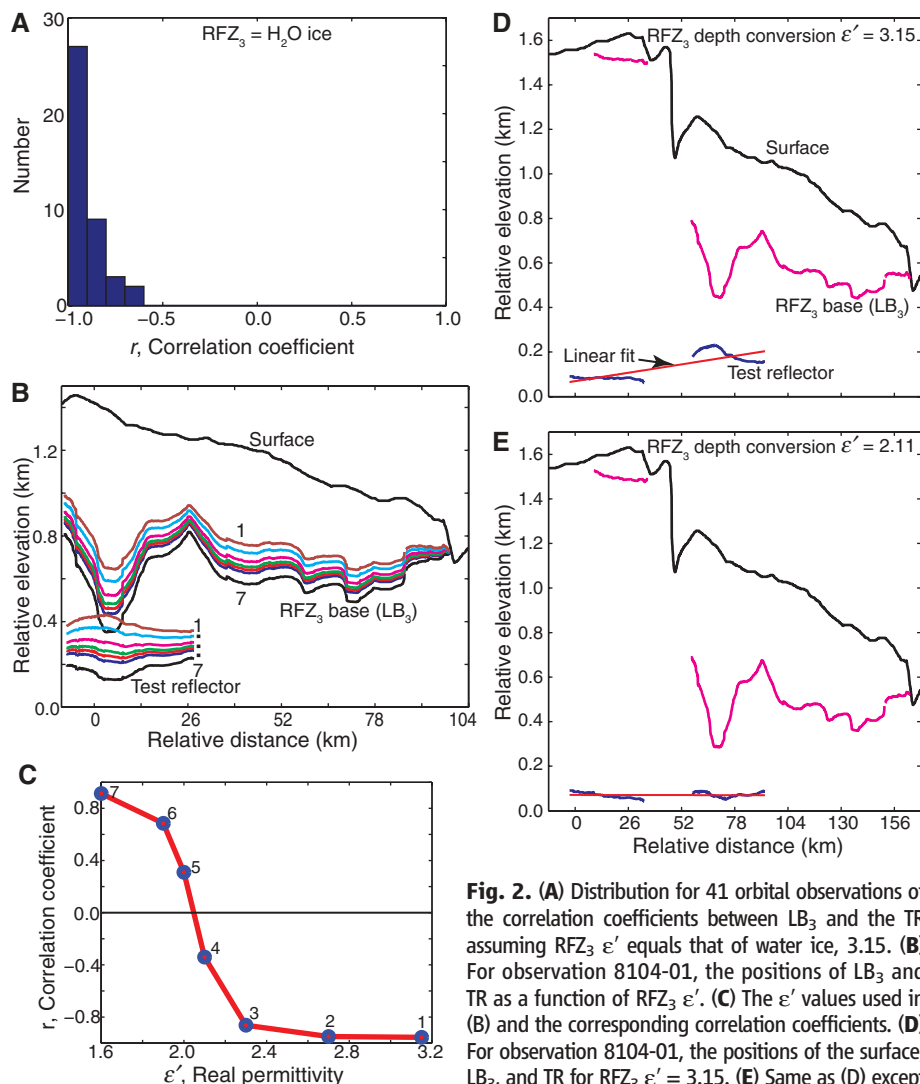 A
RFZ3 = H2O ice
30
20
10
0
Number
-1.0
-0.5
0.0
0.5
1.0
r, Correlation coefficient
B
Surface
1.2
0.8
0.4
0.0
Relative elevation (km)
1
7
RFZ3 base (LB3)
1
7
Test reflector
0
26
52
78
104
Relative distance (km)
C
0.8
0.4
0.0
−0.4
−0.8
r, Correlation coefficient
7
6
5
4
3
2
1
1.6
2.0
2.4
2.8
3.2
ε′, Real permittivity
D
RFZ3 depth conversion ε′ = 3.15
1.6
1.4
1.2
1.0
0.8
0.6
0.4
0.2
0.0
Relative elevation (km)
Surface
RFZ3 base (LB3)
Linear fit
Test reflector
E
RFZ3 depth conversion ε′ = 2.11
1.6
1.4
1.2
1.0
0.8
0.6
0.4
0.2
0.0
Relative elevation (km)
0
26
52
78
104
130
156
Relative distance (km)
Fig. 2. (A) Distribution for 41 orbital observations of
the correlation coefficients between LB3 and the TR
assuming RFZ3 ε′ equals that of water ice, 3.15. (B)
For observation 8104-01, the positions of LB3 and
TR as a function of RFZ3 ε′. (C) The ε′ values used in
(B) and the corresponding correlation coefficients. (D)
For observation 8104-01, the positions of the surface,
LB3, and TR for RFZ3 ε′ = 3.15. (E) Same as (D) except